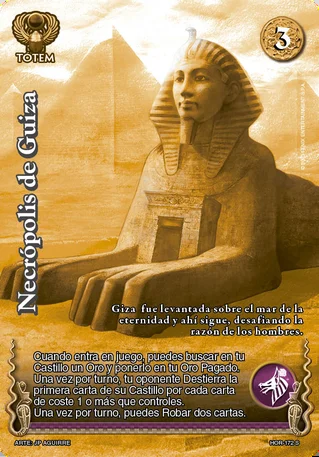 TOTEM
3
Necrópolis de Guiza
Giza fue levantada sobre el mar de la
eternidad y ahí sigue, desafiando la
razón de los hombres.
Cuando entra en juego, puedes buscar en tu
Castillo un Oro y ponerlo en tu Oro Pagado.
Una vez por turno, tu oponente Destierra la
primera carta de su Castillo por cada carta
de coste 1 o más que controles.
Una vez por turno, puedes Robar dos cartas.
ARTE: JP AGUIRRE